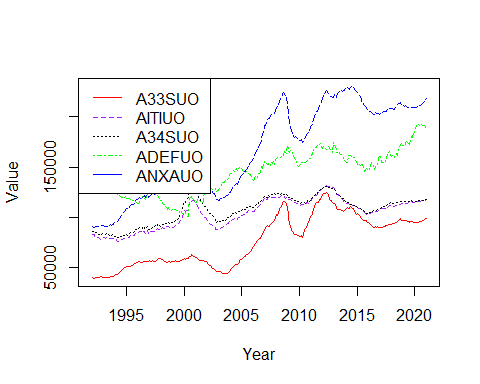 A33SUO
AITIUO
A34SUO
ADEFUO
ANXAUO
Value
50000
150000
1995
2000
2005
2010
2015
2020
Year